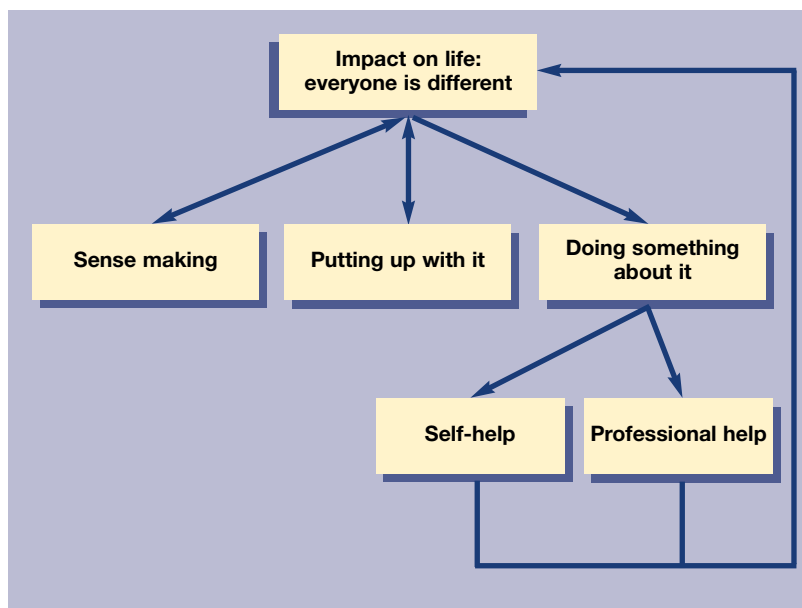 Impact on life:
everyone is different
Sense making
Putting up with it
Doing something
about it
Self-help
Professional help